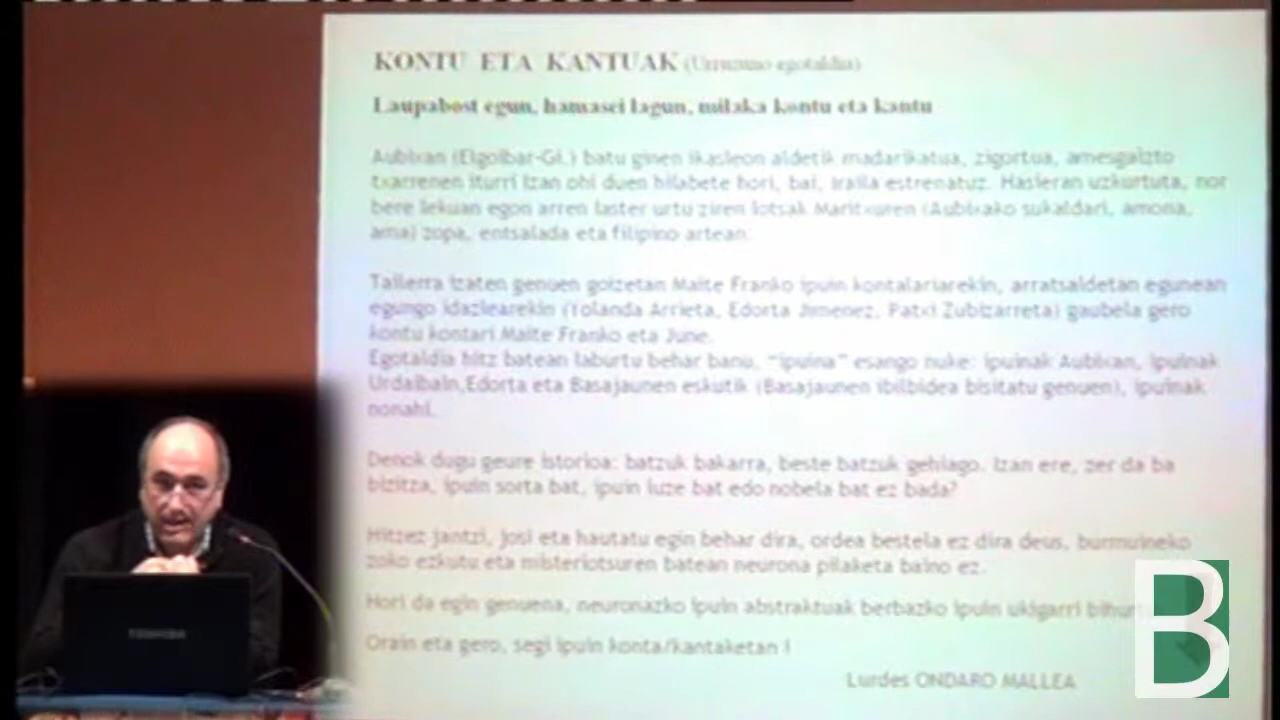 KONTU ETA KANTUAK (Urruzuno egotaldia)
Laupabost egun, hamasei lagun, milaka kontu eta kantu
Aubixan (Elgoibar-Gi.) batu ginen ikasleon aldetik madarikatua, zigortua, amesgaizto
txarrenen iturri izan ohi duen hilabete hori, bai, iraila estrenatuz. Hasieran uzkurtuta, nor
bere lekuan egon arren laster urtu ziren lotsak Maritxuren (Aubixako sukaldari, amona,
ama) zopa, entsalada eta filipino artean.
Tailerra izaten genuen goizetan Maite Franko ipuin kontalariarekin, arratsaldetan egunean
egungo idazlearekin (Yolanda Arrieta, Edorta Jimenez, Patxi Zubizarreta) gaubela gero
kontu kontari Maite Franko eta June.
Egotaldia hitz batean laburtu behar banu, "ipuina" esango nuke: ipuinak Aubixan, ipuinak
Urdaibain,Edorta eta Basajaunen eskutik (Basajaunen ibilbidea bisitatu genuen), ipuinak
nonahi.
Denok dugu geure istorioa: batzuk bakarra, beste batzuk gehiago. Izan ere, zer da ba
bizitza, ipuin sorta bat, ipuin luze bat edo nobela bat ez bada?
Hitzez jantzi, josi eta hautatu egin behar dira, ordea bestela ez dira deus, burmuineko
zoko ezkutu eta misteriotsuren batean neurona pilaketa baino ez.
Hori da egin genuena, neuronazko ipuin abstraktuak berbazko ipuin ukigarri
Orain eta gero, segi ipuin konta/kantaketan !
Lurdes ONDARO MALLEA
TOSHIBA
B